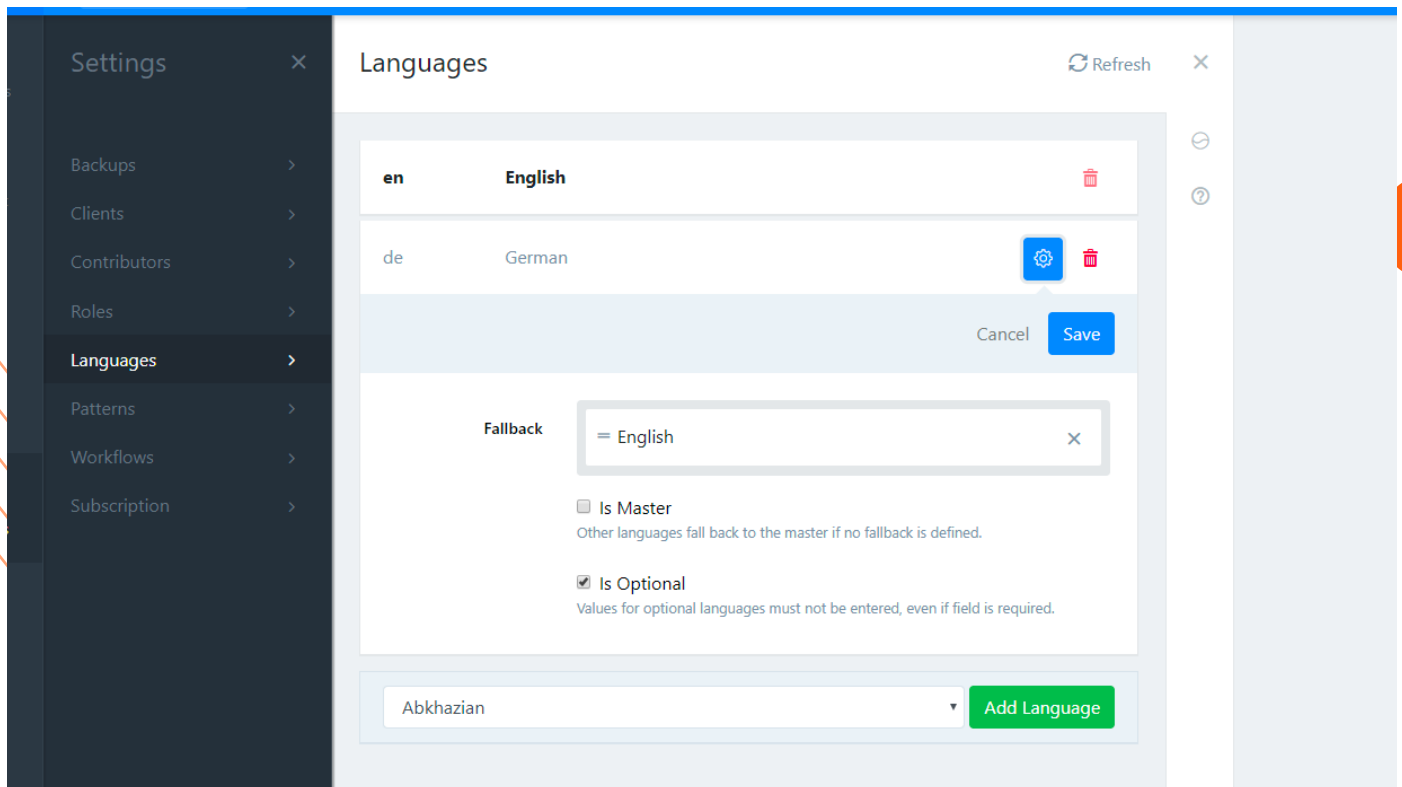 Settings
Languages
Refresh
Backups
Clients
Contributors
Roles
Languages
Patterns
Workflows
Subscription
en English
de German
Cancel Save
Fallback
English
Is Master
Other languages fall back to the master if no fallback is defined.
Is Optional
Values for optional languages must not be entered, even if field is required.
Abkhazian
Add Language